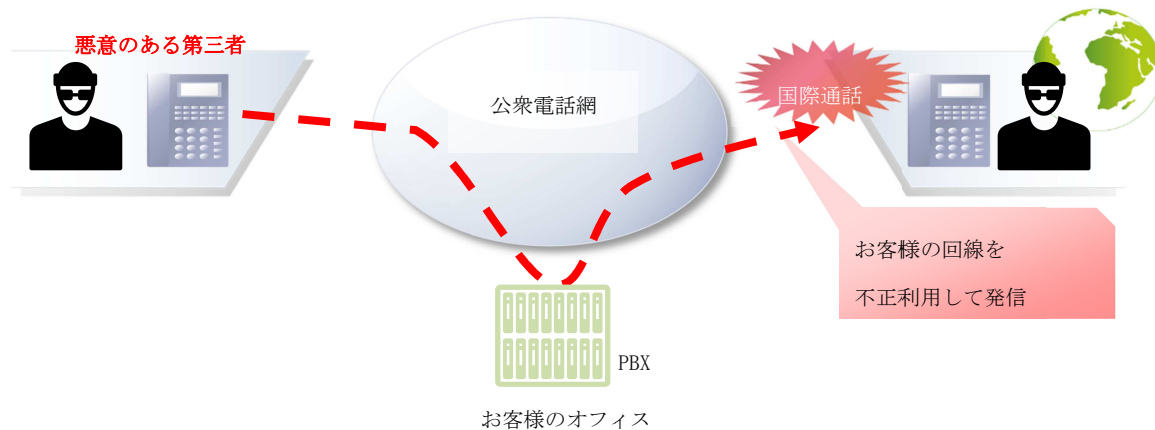 悪意のある第三者
公衆電話網
国際通話
お客様の回線を
不正利用して発信
PBX
お客様のオフィス